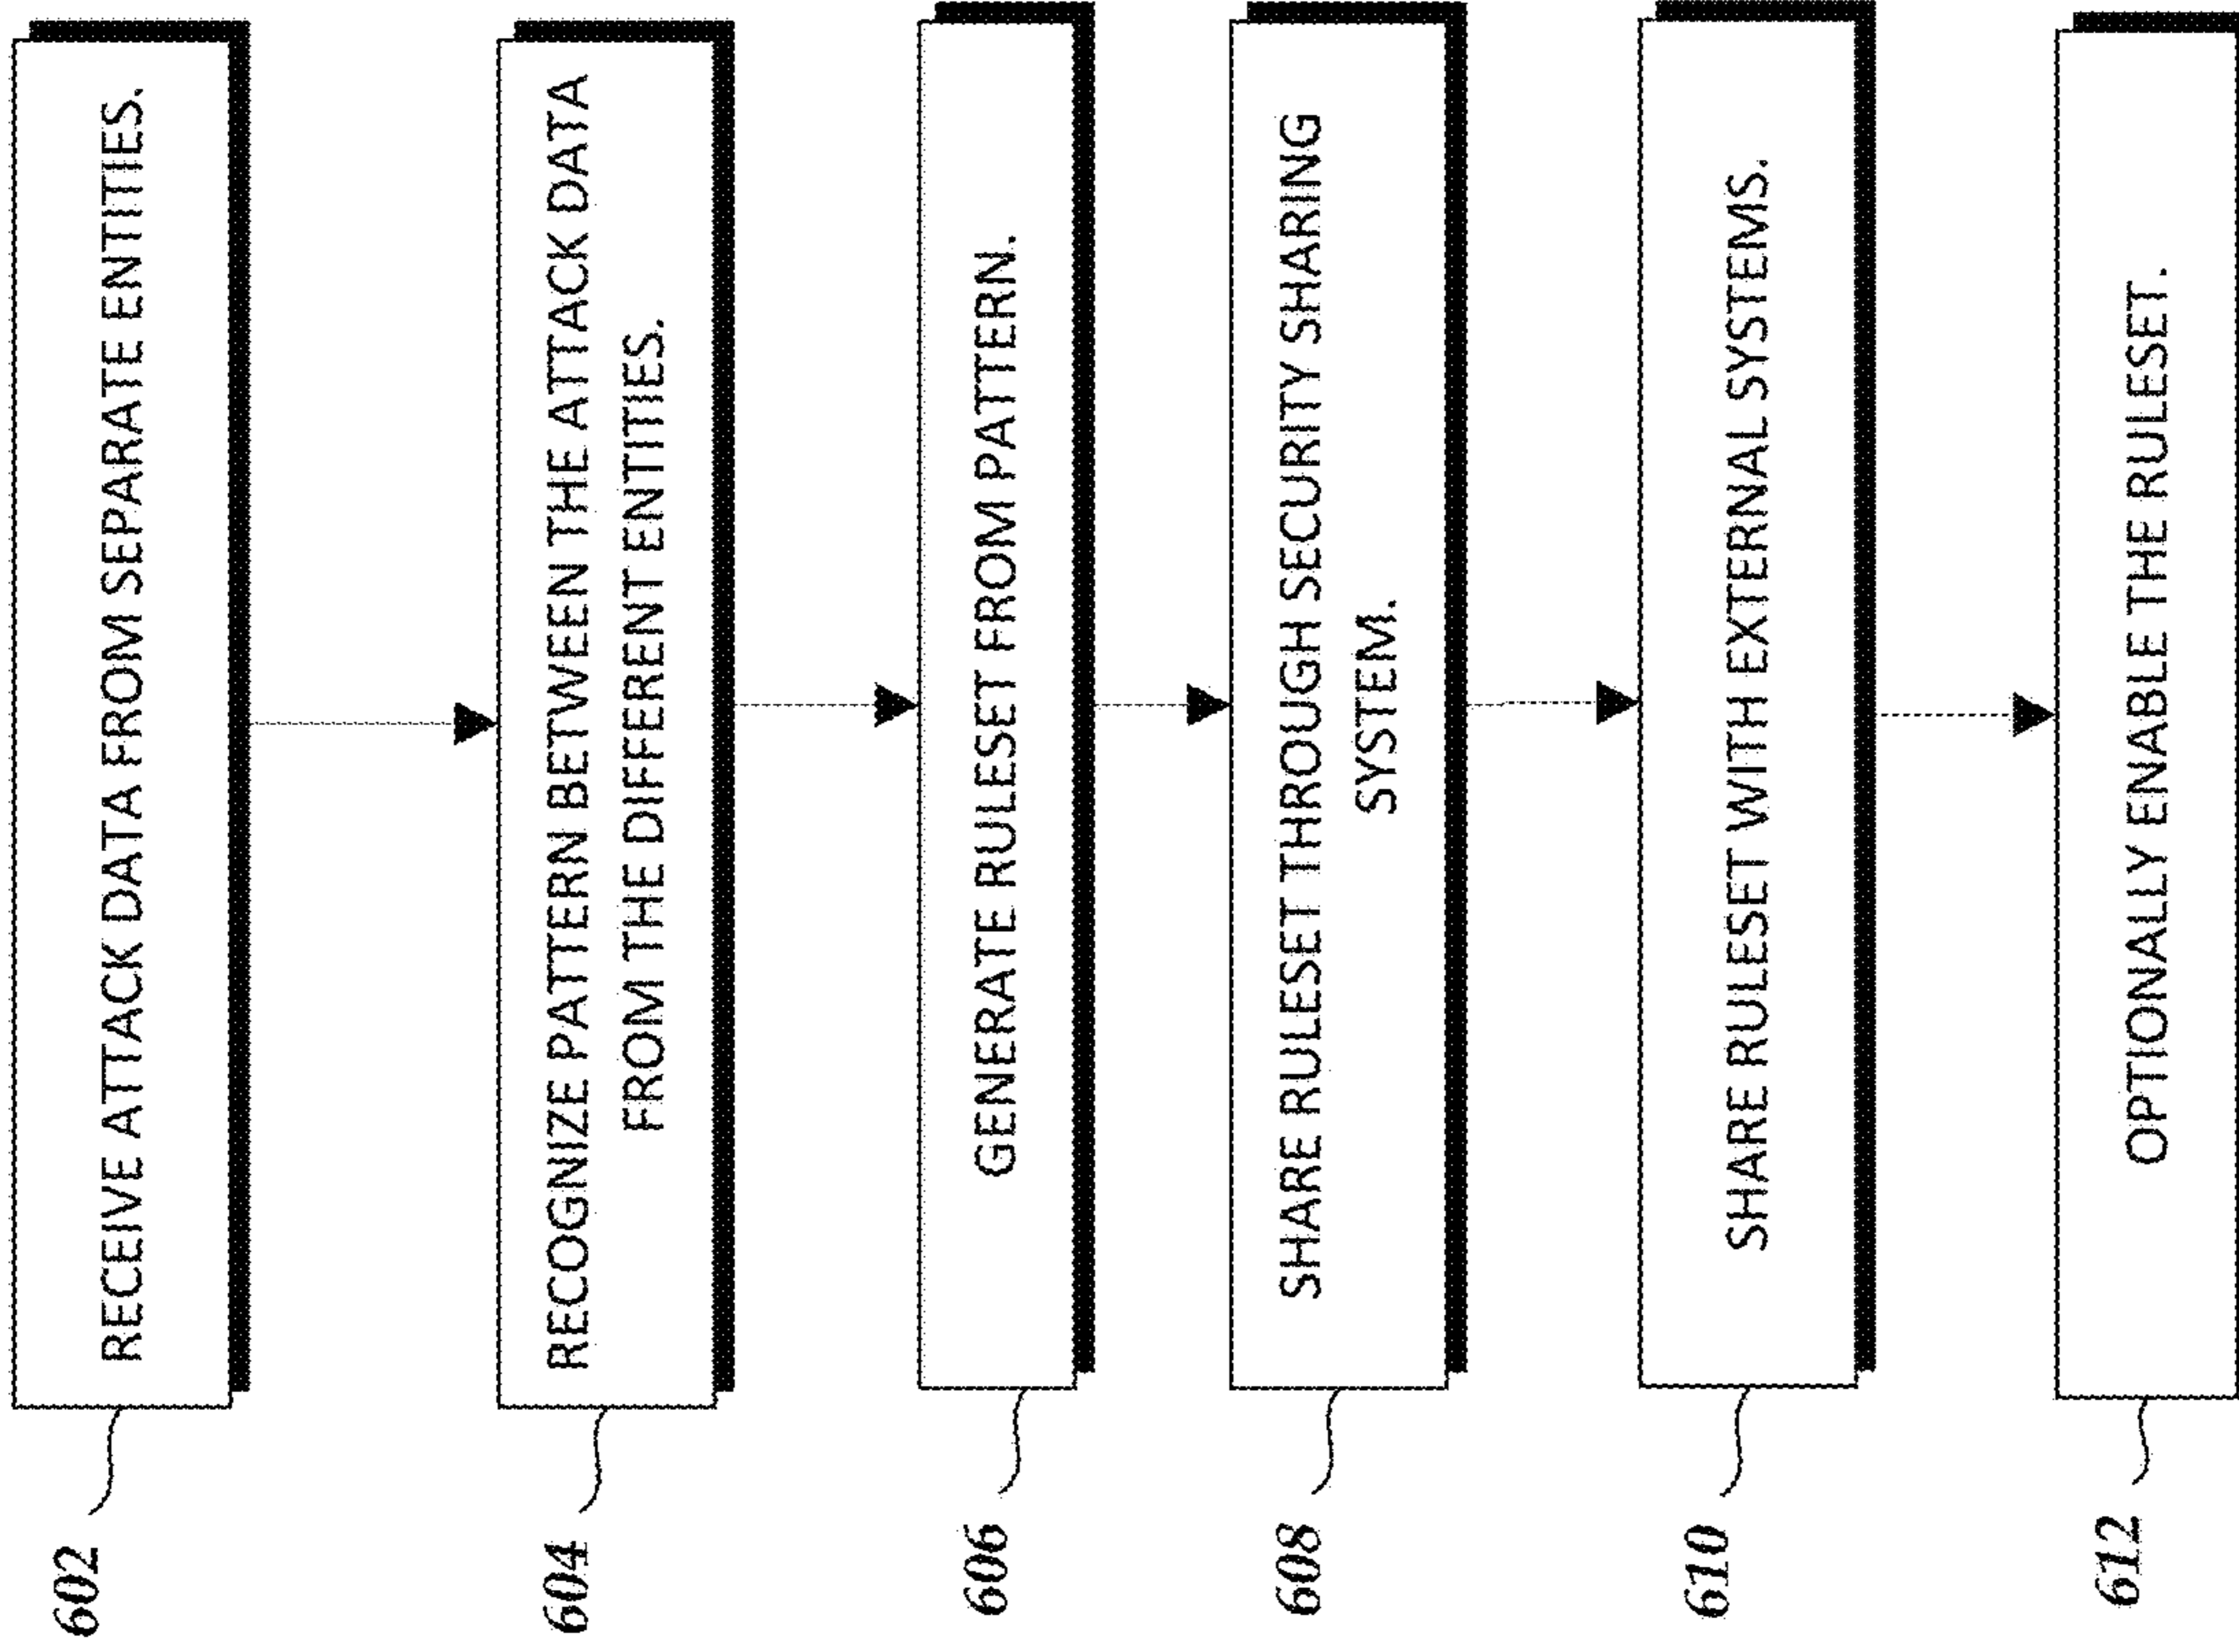 RECEIVE ATTACK DATA FROM SEPARATE ENTITIES.
602
RECOGNIZE PATTERN BETWEEN THE ATTACK DATA
FROM THE DIFFERENT ENTITIES.
604
GENERATE RULESET FROM PATTERN.
606
SHARE RULESET THROUGH SECURITY SHARING
SYSTEM.
608
SHARE RULESET WITH EXTERNAL SYSTEMS.
610
OPTIONALLY ENABLE THE RULESET.
612